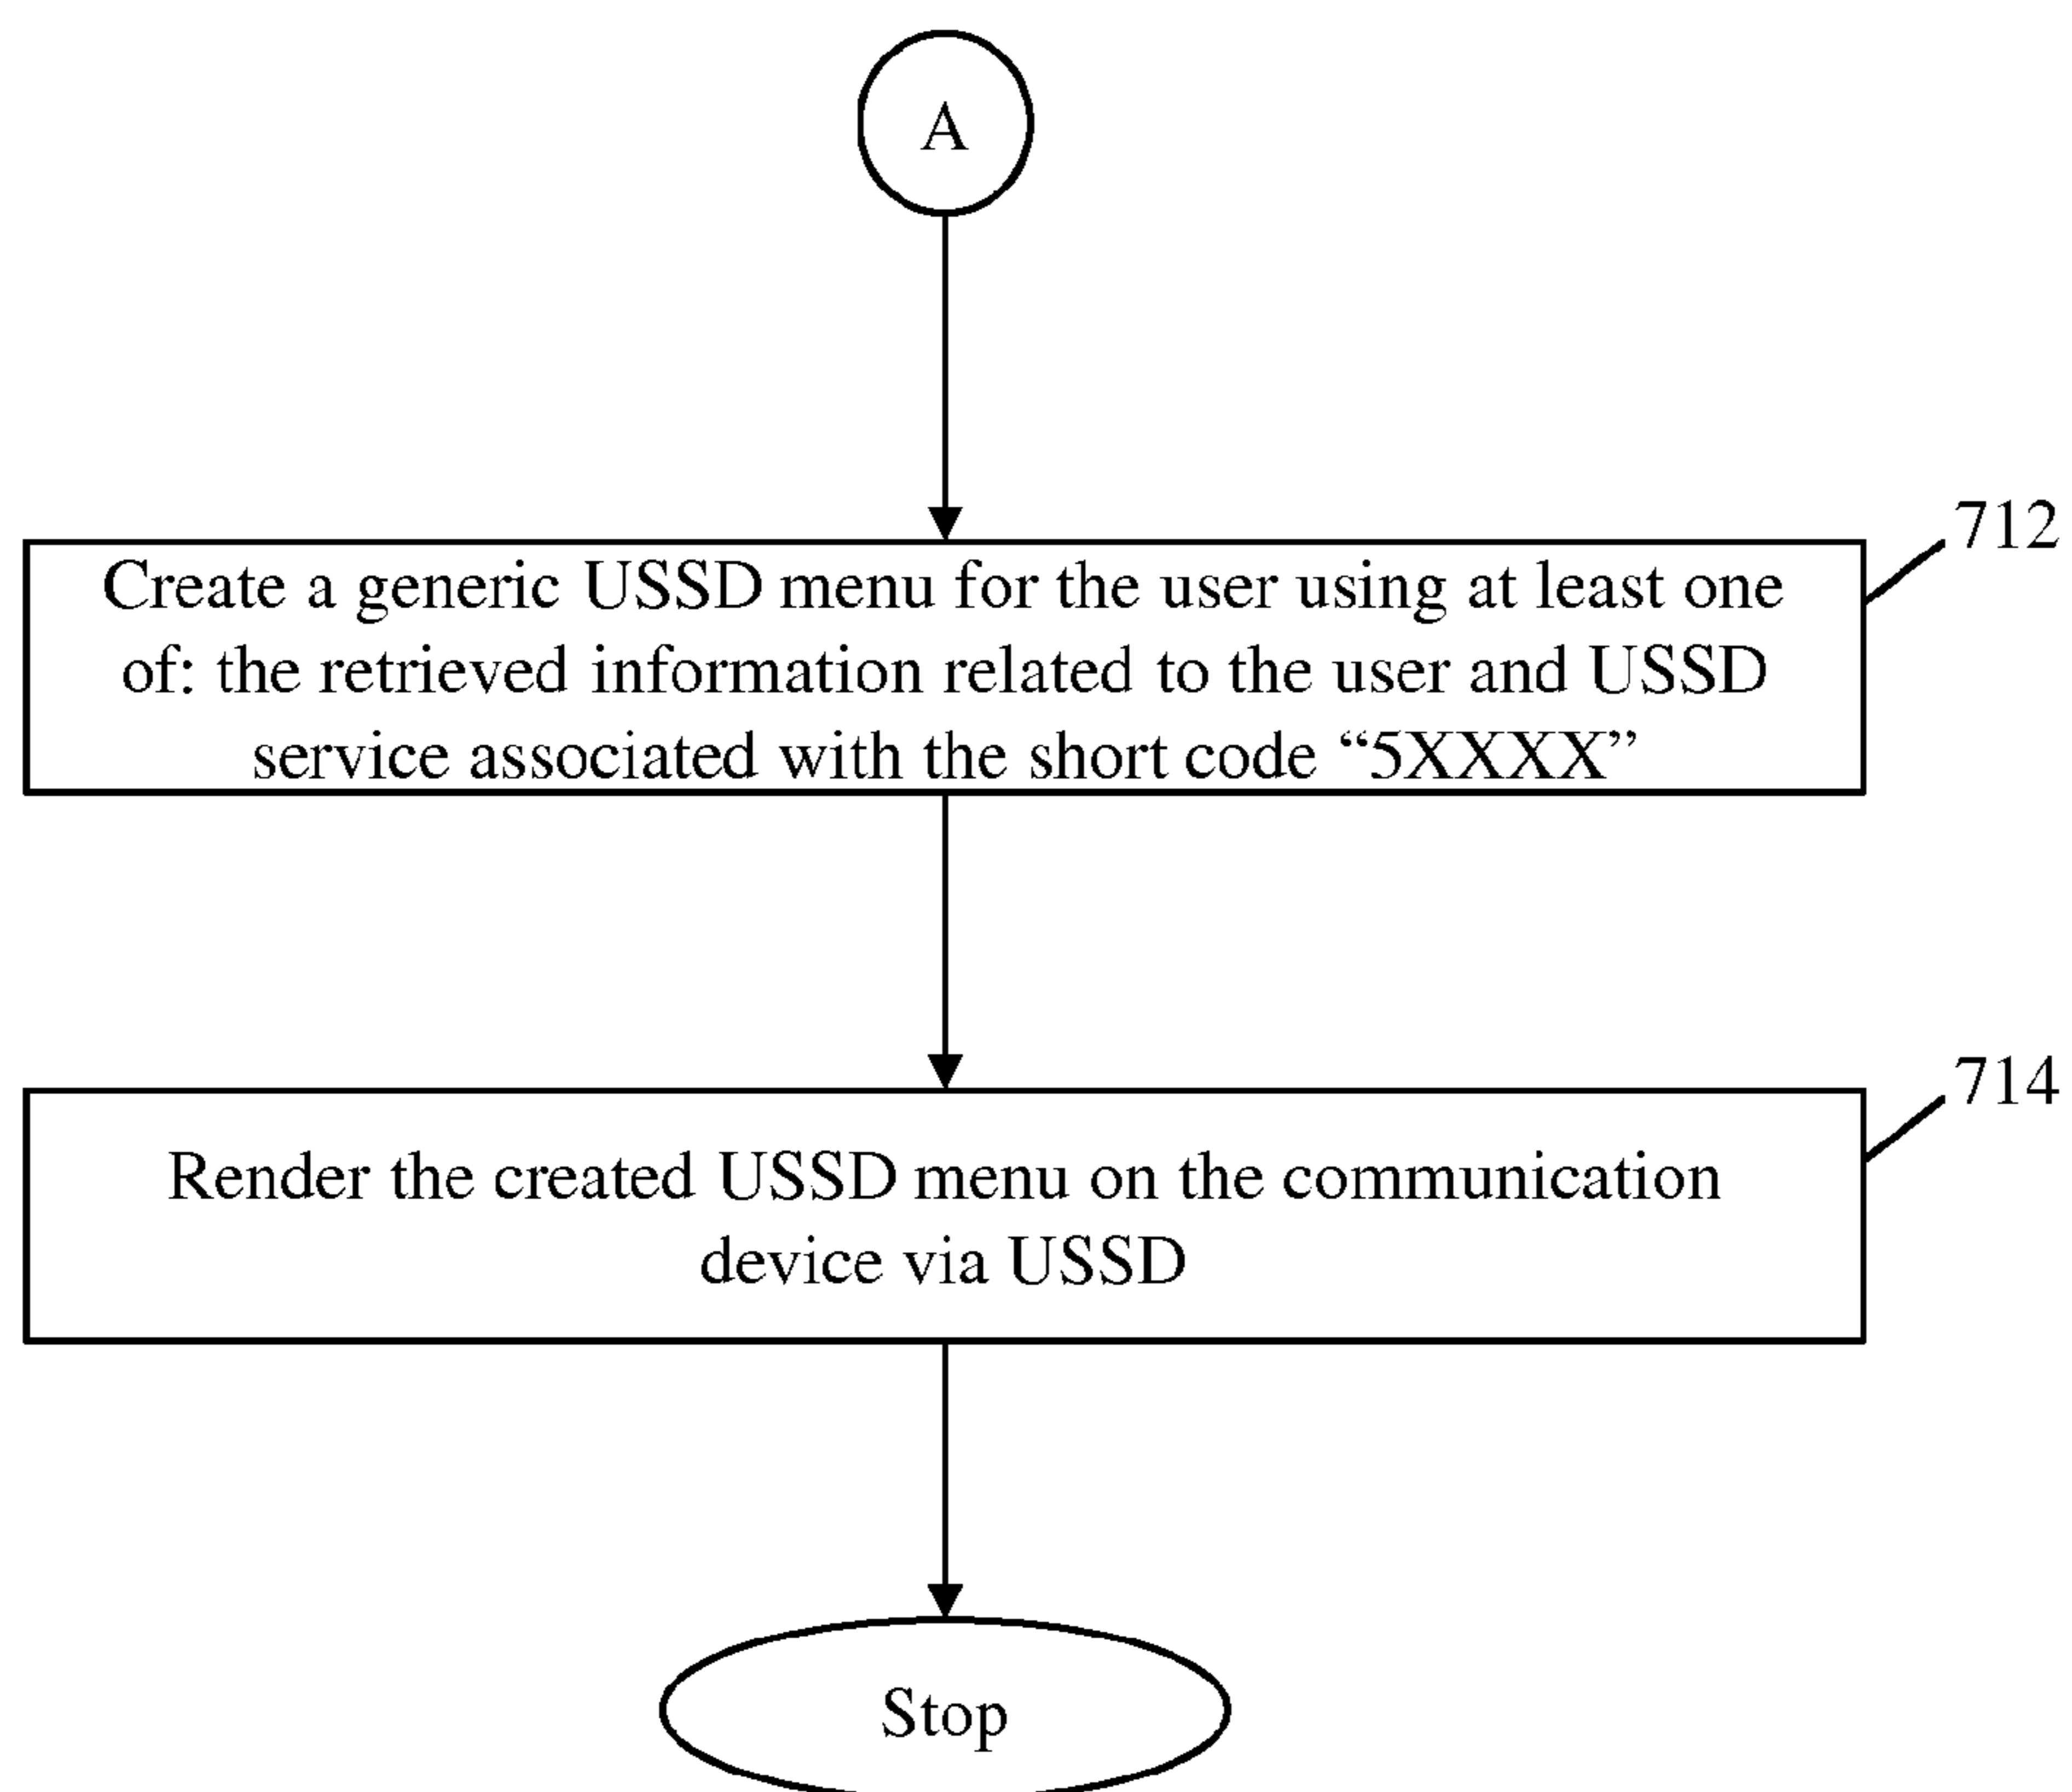 A
712
Create a generic USSD menu for the user using at least one
of: the retrieved information related to the user and USSD
service associated with the short code “5XXXX”
714
Render the created USSD menu on the communication
device via USSD
Stop